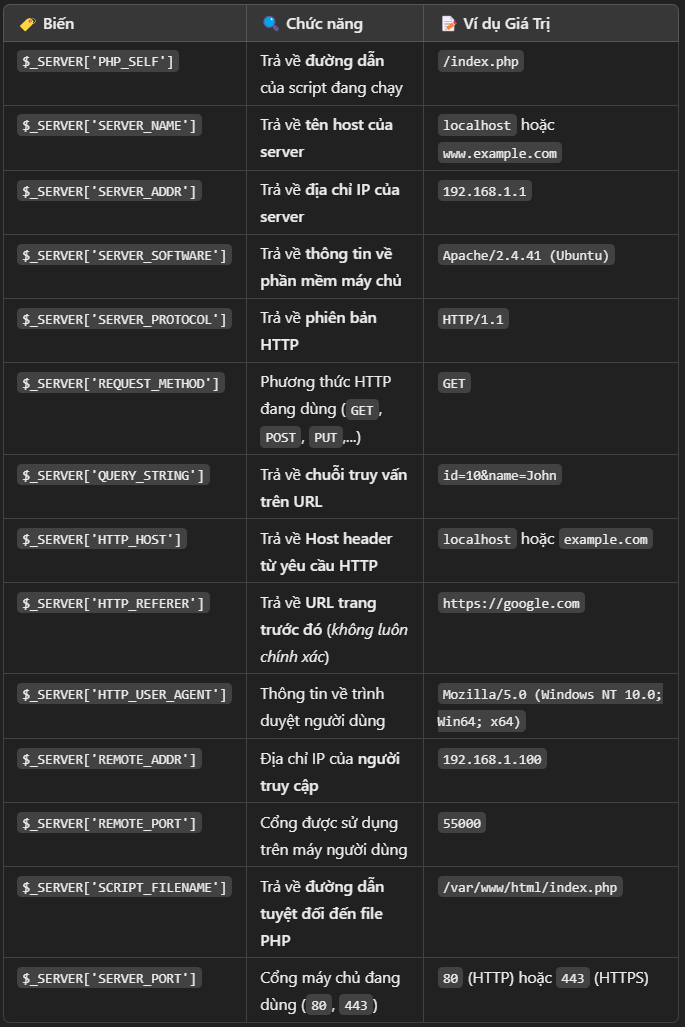 🏷️ Biến 🔍 Chức năng 📝 Ví dụ Giá Trị
$_SERVER['PHP_SELF'] Trả về đường dẫn /index.php
của script đang chạy
$_SERVER['SERVER_NAME'] Trả về tên host của localhost hoặc
server www.example.com
$_SERVER['SERVER_ADDR'] Trả về địa chỉ IP của 192.168.1.1
server
$_SERVER['SERVER_SOFTWARE'] Trả về thông tin về Apache/2.4.41 (Ubuntu)
phần mềm máy chủ
$_SERVER['SERVER_PROTOCOL'] Trả về phiên bản HTTP/1.1
HTTP
$_SERVER['REQUEST_METHOD'] Phương thức HTTP GET
đang dùng (GET,
POST, PUT,...)
$_SERVER['QUERY_STRING'] Trả về chuỗi truy vấn id=10&name=John
trên URL
$_SERVER['HTTP_HOST'] Trả về Host header localhost hoặc example.com
từ yêu cầu HTTP
$_SERVER['HTTP_REFERER'] Trả về URL trang https://google.com
trước đó (không luôn
chính xác)
$_SERVER['HTTP_USER_AGENT'] Thông tin về trình Mozilla/5.0 (Windows NT 10.0;
duyệt người dùng Win64; x64)
$_SERVER['REMOTE_ADDR'] Địa chỉ IP của người 192.168.1.100
truy cập
$_SERVER['REMOTE_PORT'] Cổng được sử dụng 55000
trên máy người dùng
$_SERVER['SCRIPT_FILENAME'] Trả về đường dẫn /var/www/html/index.php
tuyệt đối đến file
PHP
$_SERVER['SERVER_PORT'] Cổng máy chủ đang 80 (HTTP) hoặc 443 (HTTPS)
dùng (80, 443)